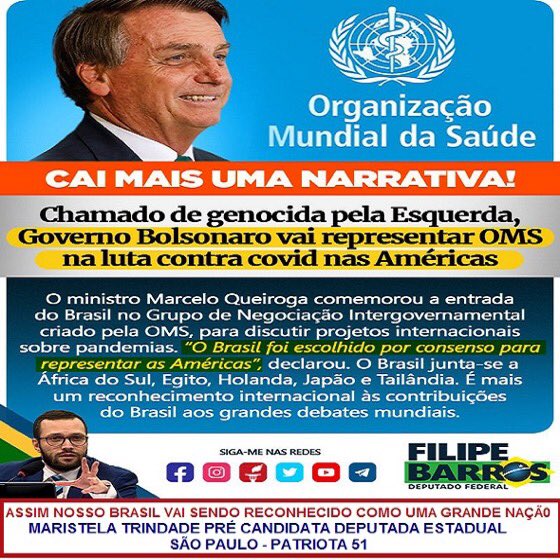 Organização
Mundial da Saúde
CAI MAIS UMA NARRATIVA!
Chamado de genocida pela Esquerda,
Governo Bolsonaro vai representar OMS
na luta contra covid nas Américas
O ministro Marcelo Queiroga comemorou a entrada
do Brasil no Grupo de Negociação Intergovernamental
criado pela OMS, para discutir projetos internacionais
sobre pandemias. “O Brasil foi escolhido por consenso para
representar as Américas”, declarou. O Brasil junta-se a
África do Sul, Egito, Holanda, Japão e Tailândia. É mais
um reconhecimento internacional às contribuições
do Brasil aos grandes debates mundiais.
SIGA-ME NAS REDES
FILIPE
BARROS
DEPUTADO FEDERAL
ASSIM NOSSO BRASIL VAI SENDO RECONHECIDO COMO UMA GRANDE NAÇÃO
MARISTELA TRINDADE PRÉ CANDIDATA DEPUTADA ESTADUAL
SÃO PAULO - PATRIOTA 51